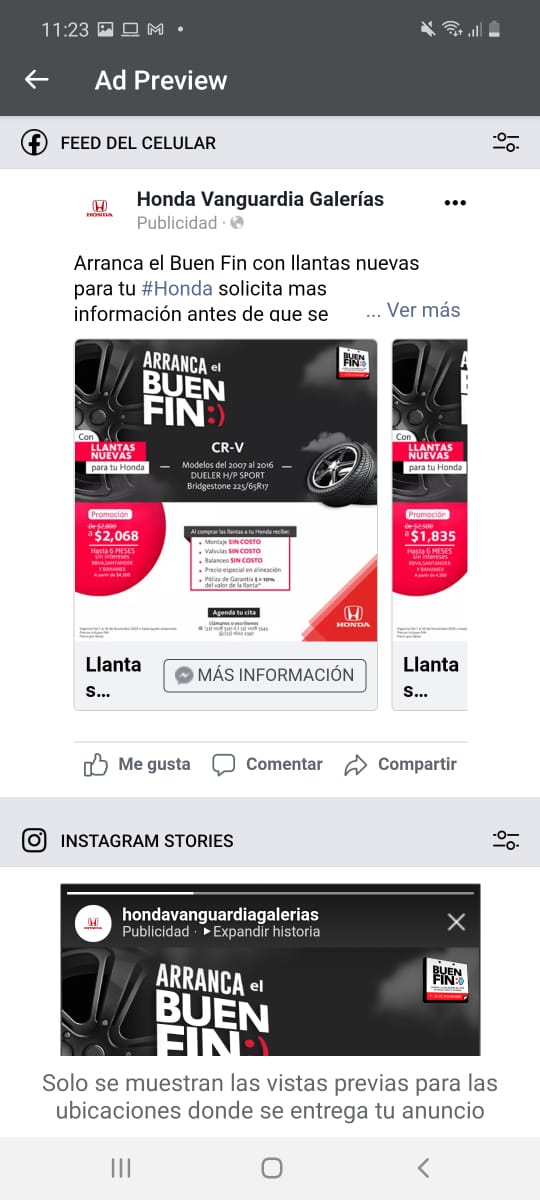 11:23
Ad Preview
FEED DEL CELULAR
HONDA
Honda Vanguardia Galerías
Publicidad ·
Arranca el Buen Fin con llantas nuevas
para tu #Honda solicita mas
información antes de que se ... Ver más
ARRANCA el
BUEN
FIN:)
BUEN
FIN:)
Con
LLANTAS
NUEVAS
para tu Honda
CR-V
Modelos del 2007 al 2016
DUELER H/P SPORT
Bridgestone 225/65R17
Promoción
De $2,800
a $2,068
Hasta 6 MESES
sin intereses
BBVA, SANTANDER
Y BANAMEX
A partir de $4,500
Al comprar las llantas a tu Honda recibe:
• Montaje SIN COSTO
• Valvulas SIN COSTO
• Balanceo SIN COSTO
• Precio especial en alineación
• Póliza de Garantía $ = 10%
del valor de la llanta*
Agenda tu cita
Llámanos o escríbenos
HONDA
Con
LLANTAS
NUEVAS
para tu Honda
Promoción
De $2,500
a $1,835
Hasta 6 MESES
sin intereses
BBVA, SANTANDER
Y BANAMEX
Llanta
s...
MÁS INFORMACIÓN
Llanta
s...
Me gusta
Comentar
Compartir
INSTAGRAM STORIES
HONDA
hondavanguardiagalerias
Publicidad · Expandir historia
ARRANCA el
BUEN
FIN:)
BUEN
FIN:)
Solo se muestran las vistas previas para las
ubicaciones donde se entrega tu anuncio